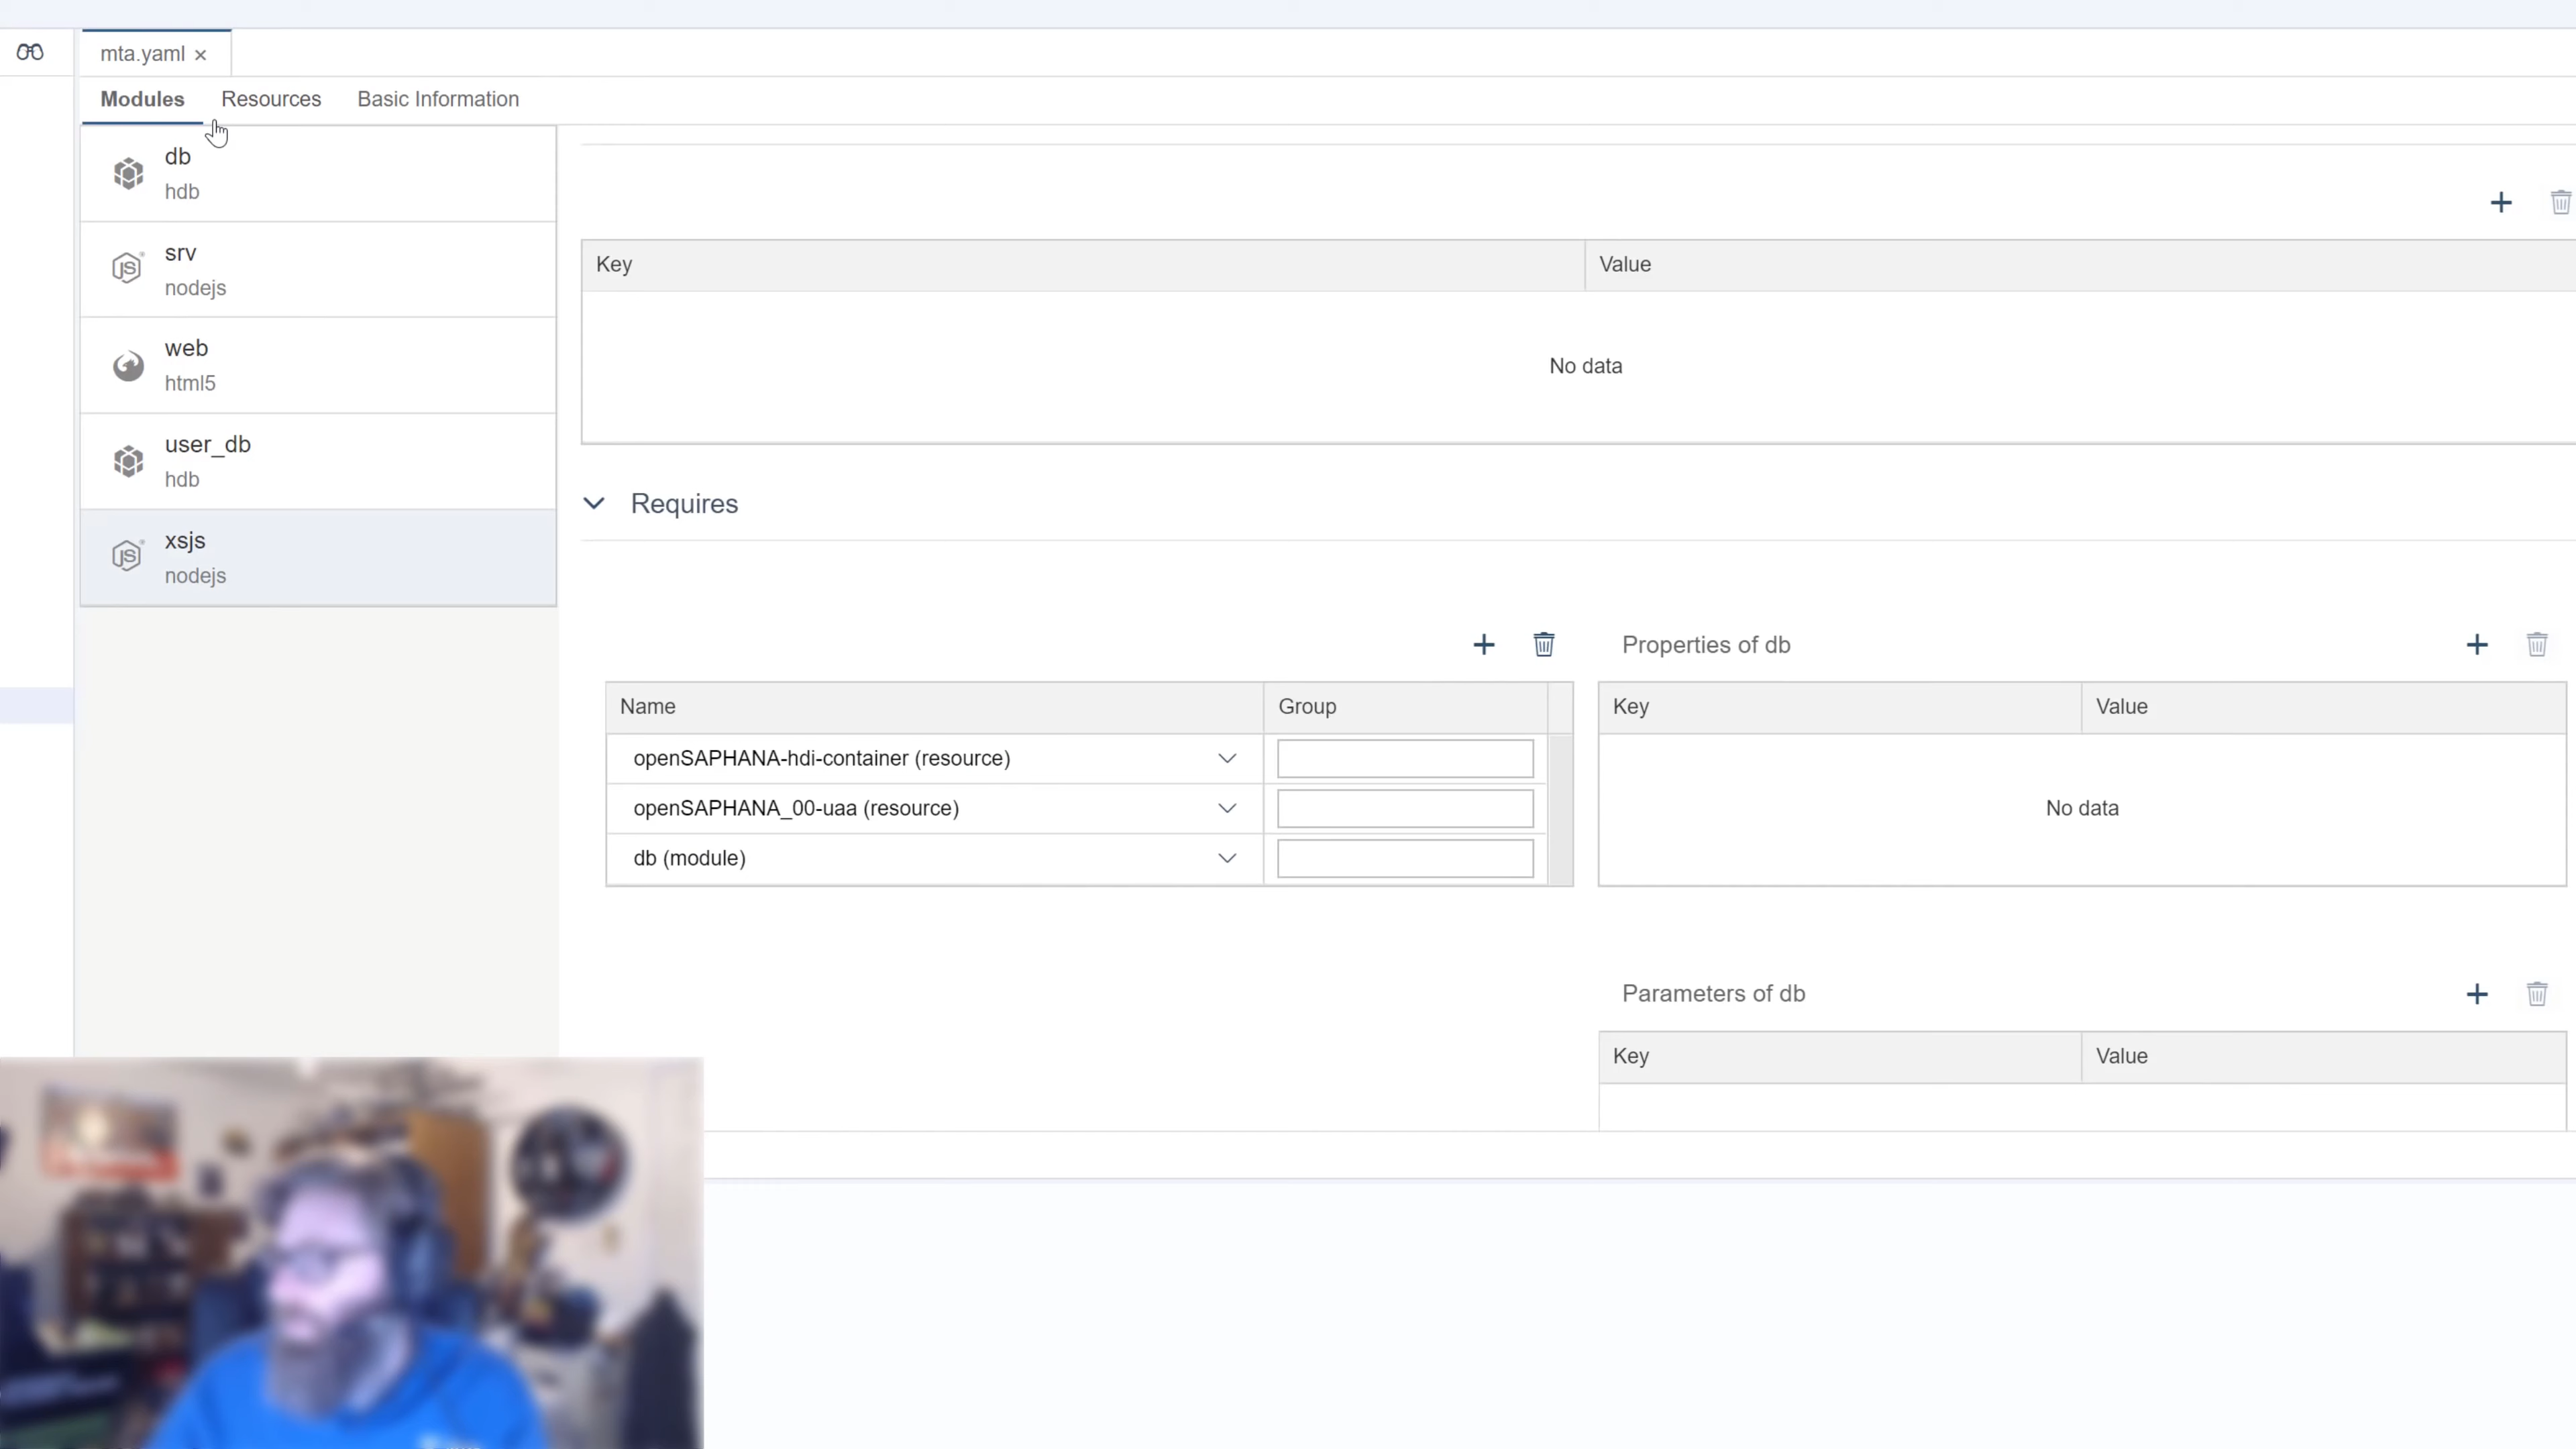 mta.yaml ×
Modules Resources Basic Information
db
hdb
srv
nodejs
web
html5
user_db
hdb
xsjs
nodejs
Key Value
No data
Requires
Name Group
openSAPHANA-hdi-container (resource)
openSAPHANA_00-uaa (resource)
db (module)
Properties of db
Key Value
No data
Parameters of db
Key Value